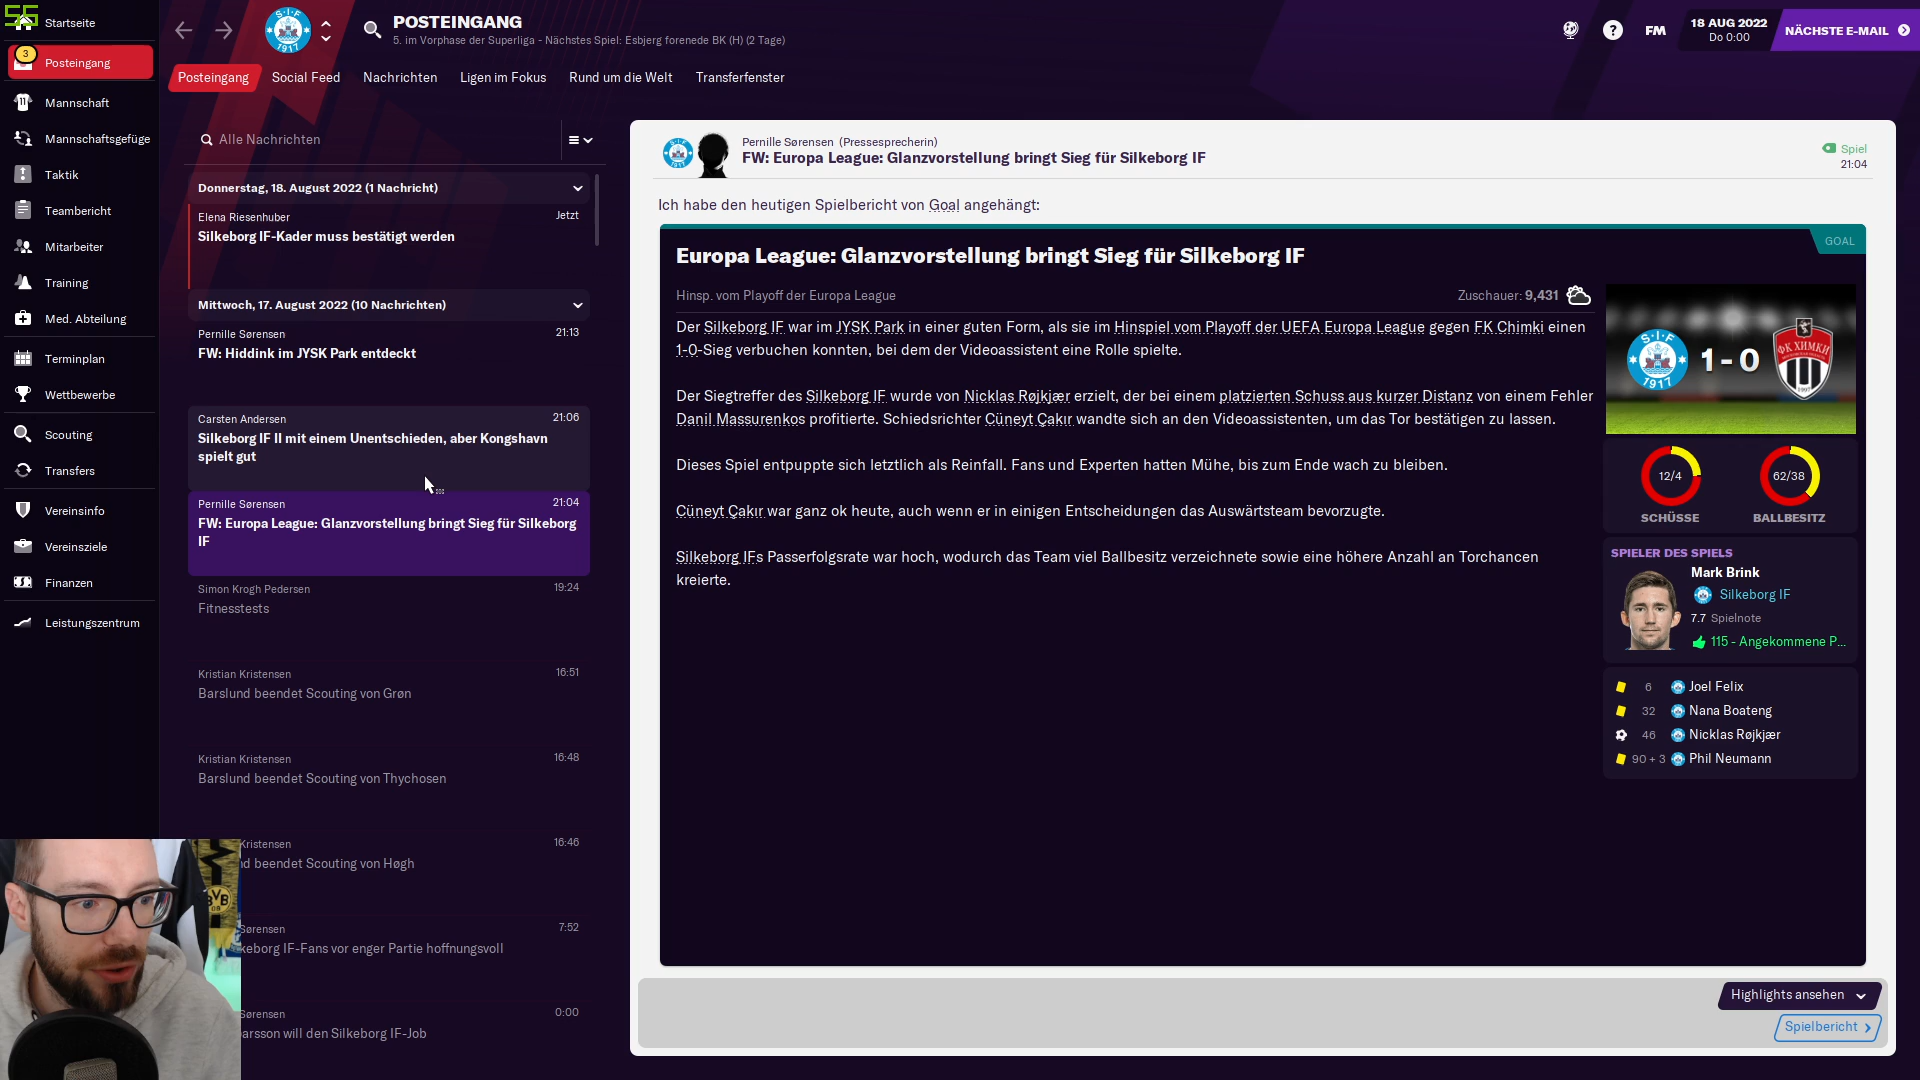 Startseite
3
Posteingang
Mannschaft
Mannschaftsgefüge
Taktik
Teambericht
Mitarbeiter
Training
Med. Abteilung
Terminplan
Wettbewerbe
Scouting
Transfers
Vereinsinfo
Vereinsziele
Finanzen
Leistungszentrum
POSTEINGANG
5. im Vorphase der Superliga - Nächstes Spiel: Esbjerg forenede BK (H) (2 Tage)
FM
18 AUG 2022
Do 0:00
NÄCHSTE E-MAIL
Posteingang
Social Feed
Nachrichten
Ligen im Fokus
Rund um die Welt
Transferfenster
Alle Nachrichten
Donnerstag, 18. August 2022 (1 Nachricht)
Elena Riesenhuber
Jetzt
Silkeborg IF-Kader muss bestätigt werden
Mittwoch, 17. August 2022 (10 Nachrichten)
Pernille Sørensen
21:13
FW: Hiddink im JYSK Park entdeckt
Carsten Andersen
21:06
Silkeborg IF II mit einem Unentschieden, aber Kongshavn
spielt gut
Pernille Sørensen
21:04
FW: Europa League: Glanzvorstellung bringt Sieg für Silkeborg
IF
Simon Krogh Pedersen
19:24
Fitnesstests
Kristian Kristensen
16:51
Barslund beendet Scouting von Grøn
Kristian Kristensen
16:48
Barslund beendet Scouting von Thychosen
Kristensen
16:46
nd beendet Scouting von Høgh
Sørensen
7:52
keborg IF-Fans vor enger Partie hoffnungsvoll
Sørensen
0:00
arsson will den Silkeborg IF-Job
BVB
Pernille Sørensen (Pressesprecherin)
FW: Europa League: Glanzvorstellung bringt Sieg für Silkeborg IF
Spiel
21:04
Ich habe den heutigen Spielbericht von Goal angehängt:
GOAL
Europa League: Glanzvorstellung bringt Sieg für Silkeborg IF
Hinsp. vom Playoff der Europa League
Zuschauer: 9,431
Der Silkeborg IF war im JYSK Park in einer guten Form, als sie im Hinspiel vom Playoff der UEFA Europa League gegen FK Chimki einen
1-0-Sieg verbuchen konnten, bei dem der Videoassistent eine Rolle spielte.
Der Siegtreffer des Silkeborg IF wurde von Nicklas Røjkjær erzielt, der bei einem platzierten Schuss aus kurzer Distanz von einem Fehler
Danil Massurenkos profitierte. Schiedsrichter Cüneyt Çakır wandte sich an den Videoassistenten, um das Tor bestätigen zu lassen.
Dieses Spiel entpuppte sich letztlich als Reinfall. Fans und Experten hatten Mühe, bis zum Ende wach zu bleiben.
Cüneyt Çakır war ganz ok heute, auch wenn er in einigen Entscheidungen das Auswärtsteam bevorzugte.
Silkeborg IFs Passerfolgsrate war hoch, wodurch das Team viel Ballbesitz verzeichnete sowie eine höhere Anzahl an Torchancen
kreierte.
S.I.F
1917
1 - 0
ФК ХИМКИ
12/4
62/38
SCHÜSSE
BALLBESITZ
SPIELER DES SPIELS
Mark Brink
Silkeborg IF
7.7 Spielnote
115 - Angekommene P...
6 Joel Felix
32 Nana Boateng
46 Nicklas Røjkjær
90 + 3 Phil Neumann
Highlights ansehen
Spielbericht